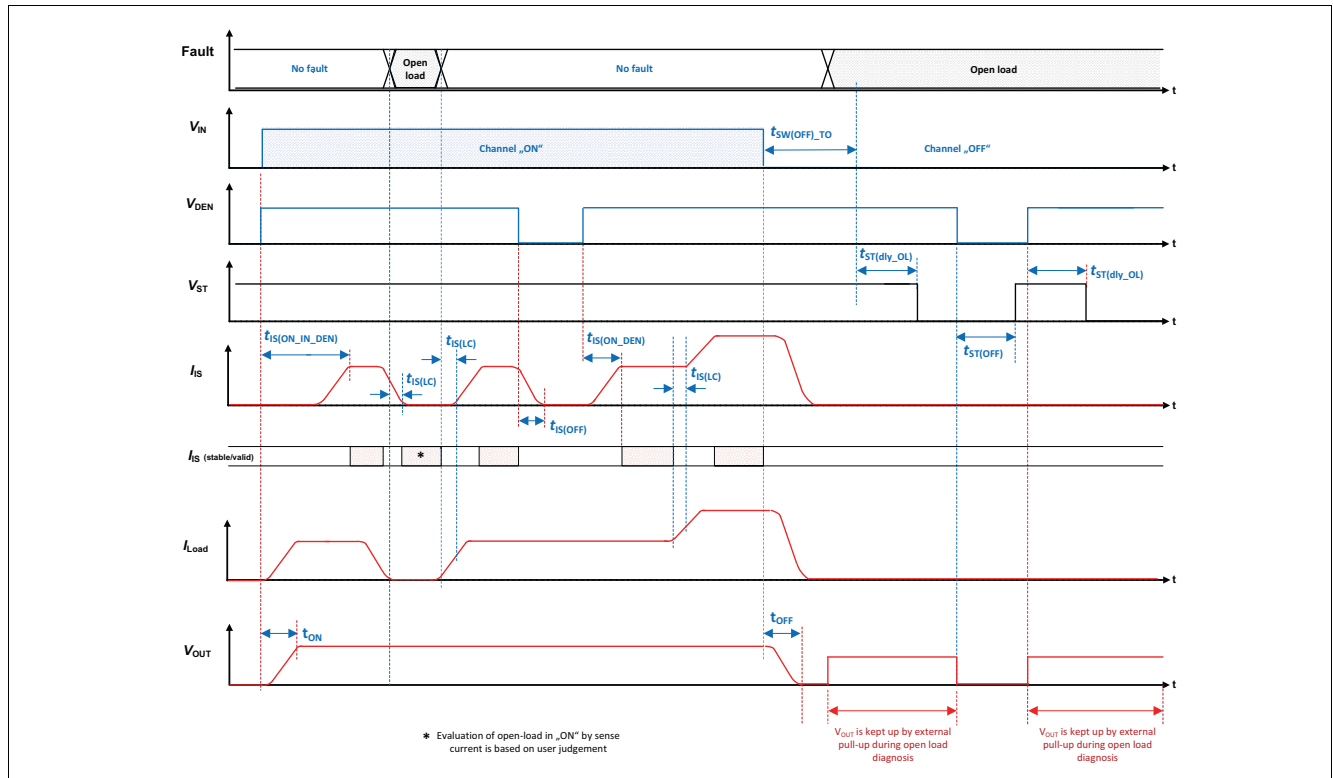 Fault
No fault
Open
load
No fault
Open load
t
VIN
Channel „ON“
tSW(OFF)_TO
Channel „OFF“
t
VDEN
t
tST(dly_OL)
tST(dly_OL)
VST
t
tIS(ON_IN_DEN)
tIS(LC)
tIS(ON_DEN)
tST(OFF)
IIS
tIS(LC)
tIS(LC)
t
tIS(OFF)
IIS (stable/valid)
*
ILoad
t
tON
tOFF
VOUT
t
* Evaluation of open-load in „ON“ by sense
current is based on user judgement
VOUT is kept up by external
pull-up during open load
diagnosis
VOUT is kept up by external
pull-up during open load
diagnosis